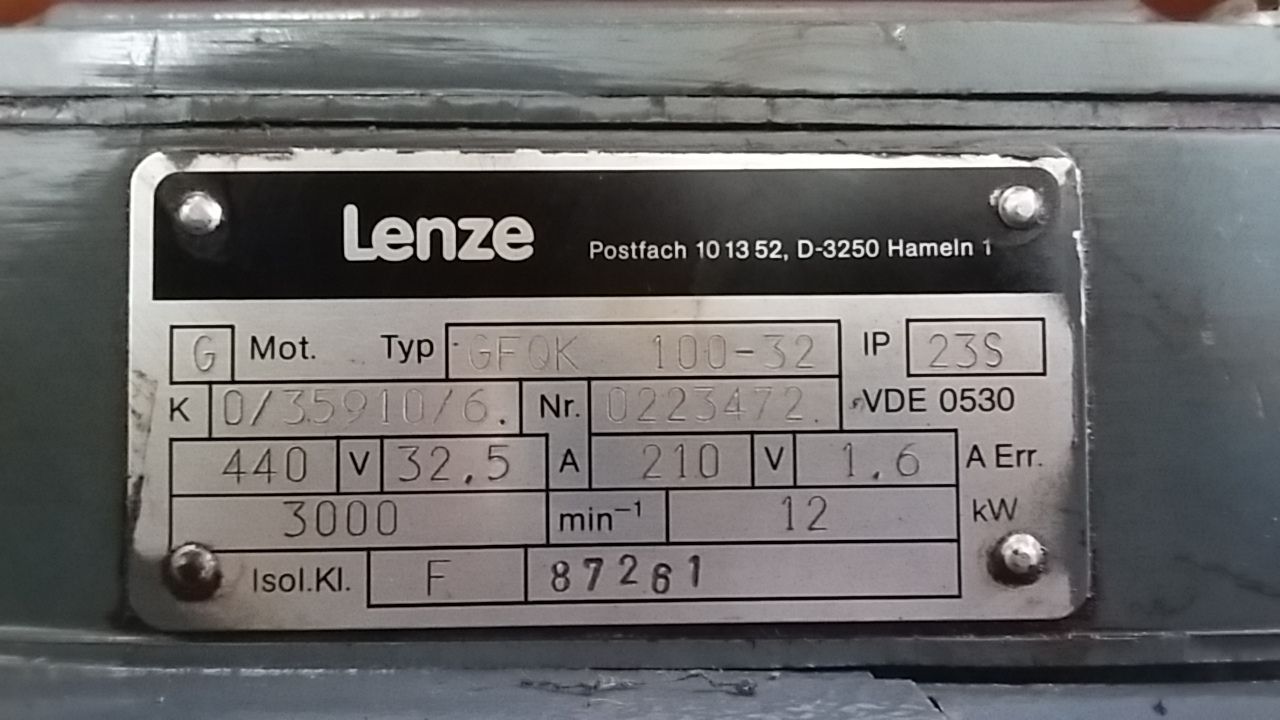 Lenze Postfach 10 13 52, D-3250 Hameln 1
G Mot. Typ GFQK 100-32 IP 23S
K 0/35910/6. Nr. 0223472. VDE 0530
440 V 32,5 A 210 V 1,6 A Err.
3000 min⁻¹ 12 kW
Isol.Kl. F 87261